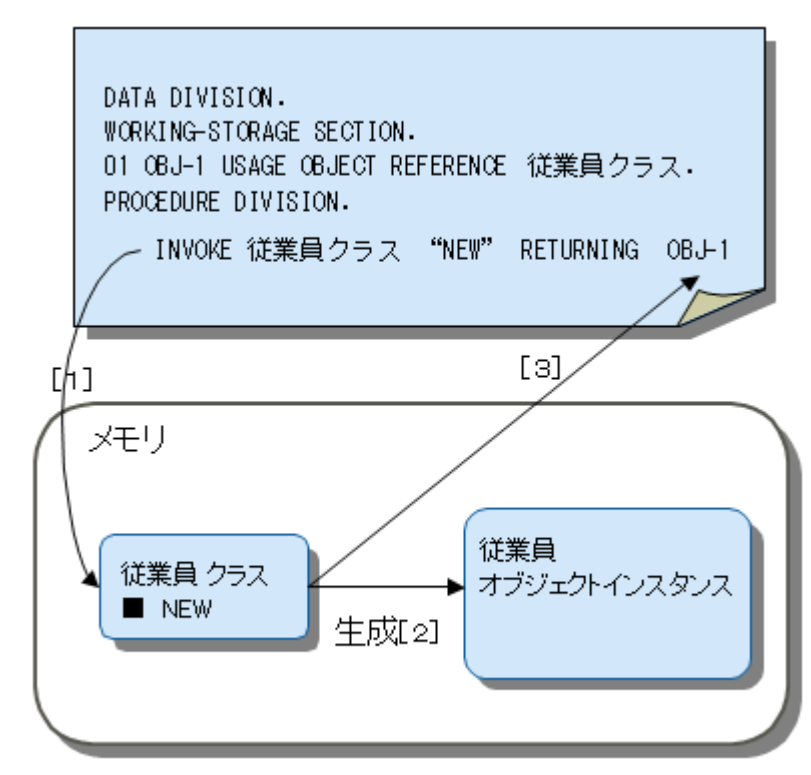 DATA DIVISION.
WORKING-STORAGE SECTION.
01 OBJ-1 USAGE OBJECT REFERENCE 従業員クラス.
PROCEDURE DIVISION.
INVOKE 従業員クラス “NEW” RETURNING OBJ-1
[1]
[3]
メモリ
従業員 クラス
■ NEW
生成[2]
従業員
オブジェクトインスタンス